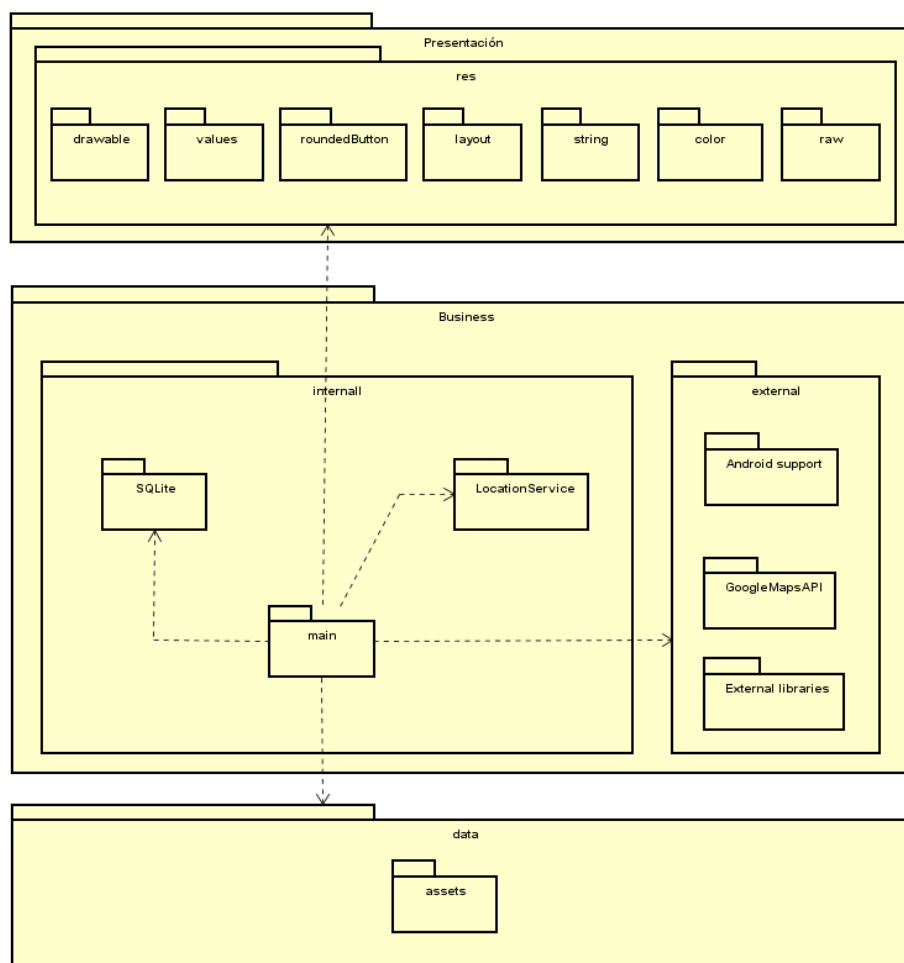 Presentación
res
drawable
values
roundedButton
layout
string
color
raw
Business
internall
external
SQLite
LocationService
Android support
GoogleMapsAPI
main
External libraries
data
assets